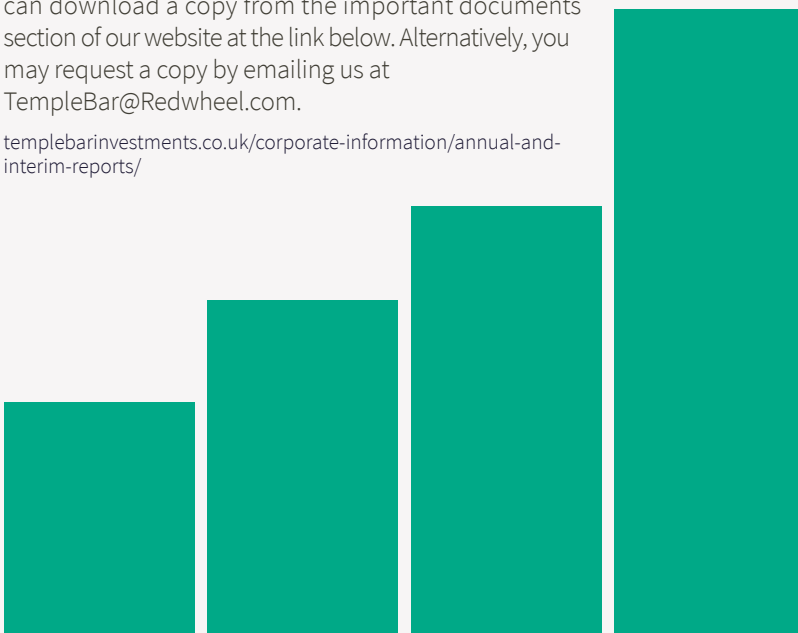 can download a copy from the important documents
section of our website at the link below. Alternatively, you
may request a copy by emailing us at
TempleBar@Redwheel.com.
templebarinvestments.co.uk/corporate-information/annual-and-
interim-reports/